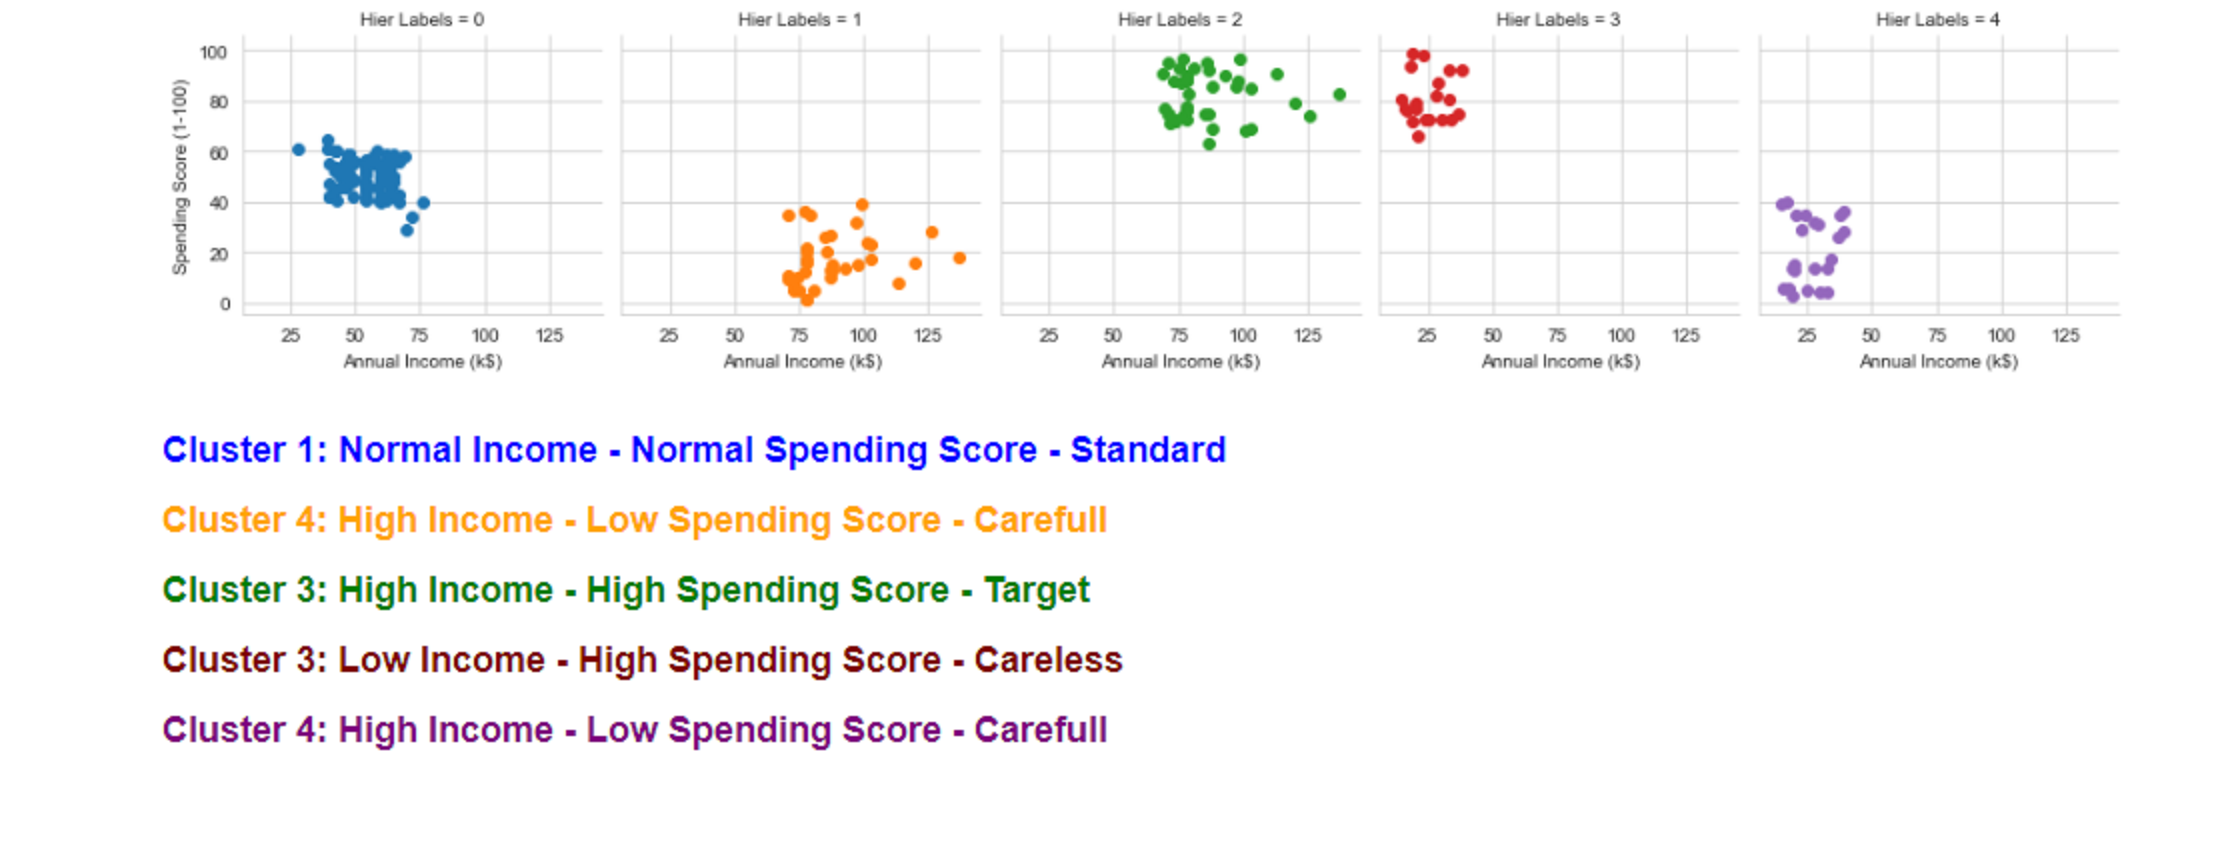 Hier Labels = 0 Hier Labels = 1 Hier Labels = 2 Hier Labels = 3 Hier Labels = 4
Spending Score (1-100)
100
80
60
40
20
0
25 50 75 100 125 25 50 75 100 125 25 50 75 100 125 25 50 75 100 125 25 50 75 100 125
Annual Income (k$) Annual Income (k$) Annual Income (k$) Annual Income (k$) Annual Income (k$)
Cluster 1: Normal Income - Normal Spending Score - Standard
Cluster 4: High Income - Low Spending Score - Carefull
Cluster 3: High Income - High Spending Score - Target
Cluster 3: Low Income - High Spending Score - Careless
Cluster 4: High Income - Low Spending Score - Carefull